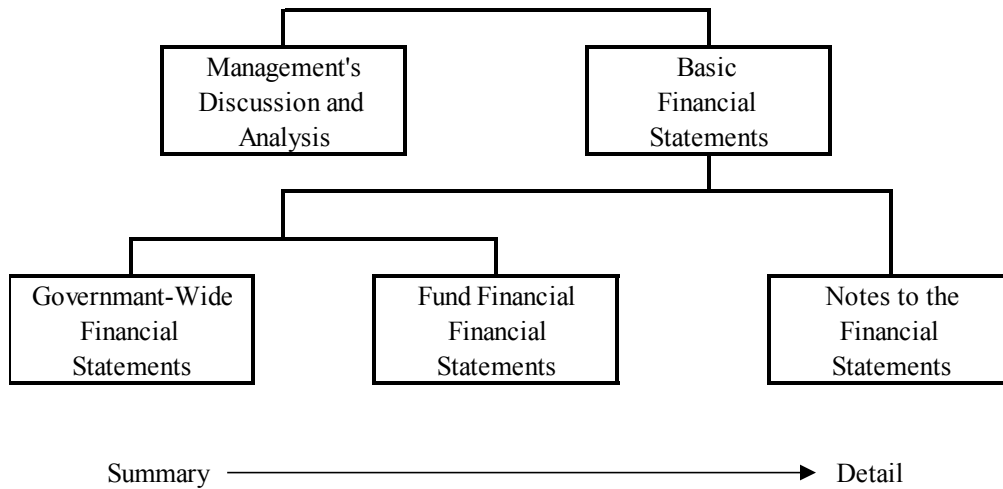 Management's
Discussion and
Analysis
Basic
Financial
Statements
Governmant-Wide
Financial
Statements
Fund Financial
Financial
Statements
Notes to the
Financial
Statements
Summary
Detail